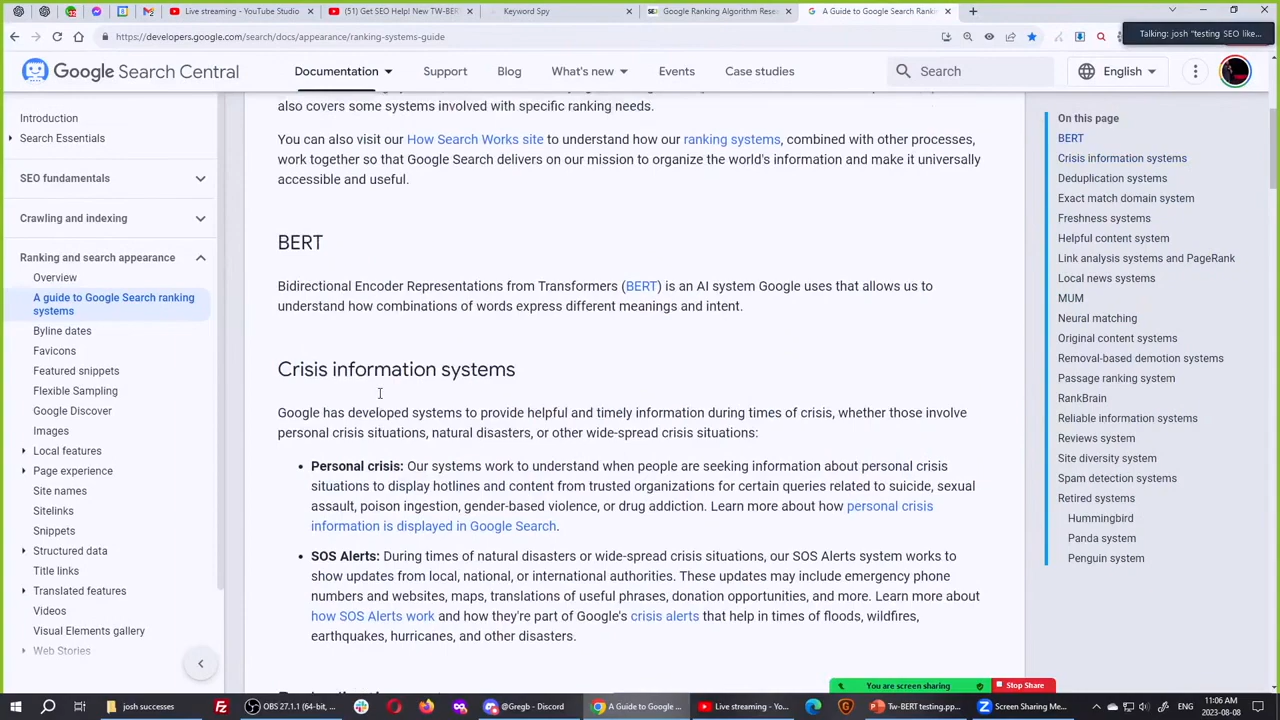 Live streaming - YouTube Studio
(51) Get SEO Help! New TW-BER
Keyword Spy
Google Ranking Algorithm Rese
A Guide to Google Search Rank
Talking: josh "testing SEO like...
https://developers.google.com/search/docs/appearance/ranking-systems-guide
Google Search Central
Documentation
Support
Blog
What's new
Events
Case studies
Search
English
Introduction
Search Essentials
SEO fundamentals
Crawling and indexing
Ranking and search appearance
Overview
A guide to Google Search ranking
systems
Byline dates
Favicons
Featured snippets
Flexible Sampling
Google Discover
Images
Local features
Page experience
Site names
Sitelinks
Snippets
Structured data
Title links
Translated features
Videos
Visual Elements gallery
Web Stories
also covers some systems involved with specific ranking needs.
You can also visit our How Search Works site to understand how our ranking systems, combined with other processes,
work together so that Google Search delivers on our mission to organize the world's information and make it universally
accessible and useful.
BERT
Bidirectional Encoder Representations from Transformers (BERT) is an AI system Google uses that allows us to
understand how combinations of words express different meanings and intent.
Crisis information systems
Google has developed systems to provide helpful and timely information during times of crisis, whether those involve
personal crisis situations, natural disasters, or other wide-spread crisis situations:
• Personal crisis: Our systems work to understand when people are seeking information about personal crisis
situations to display hotlines and content from trusted organizations for certain queries related to suicide, sexual
assault, poison ingestion, gender-based violence, or drug addiction. Learn more about how personal crisis
information is displayed in Google Search.
• SOS Alerts: During times of natural disasters or wide-spread crisis situations, our SOS Alerts system works to
show updates from local, national, or international authorities. These updates may include emergency phone
numbers and websites, maps, translations of useful phrases, donation opportunities, and more. Learn more about
how SOS Alerts work and how they're part of Google's crisis alerts that help in times of floods, wildfires,
earthquakes, hurricanes, and other disasters.
On this page
BERT
Crisis information systems
Deduplication systems
Exact match domain system
Freshness systems
Helpful content system
Link analysis systems and PageRank
Local news systems
MUM
Neural matching
Original content systems
Removal-based demotion systems
Passage ranking system
RankBrain
Reliable information systems
Reviews system
Site diversity system
Spam detection systems
Retired systems
Hummingbird
Panda system
Penguin system
You are screen sharing
Stop Share
josh successes
OBS 27.1.1 (64-bit, ...
#bsregb - Discord
A Guide to Google ...
Live streaming - Yo...
Tw-BERT testing.pp...
Screen Sharing Me...
ENG
11:06 AM
2023-08-08